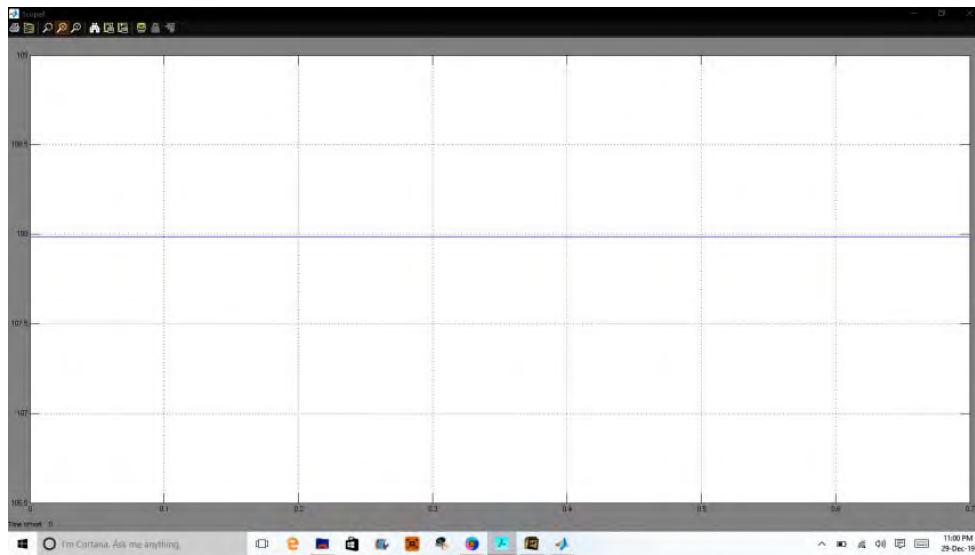 Scope1
109
108.5
108
107.5
107
106.5
0 0.1 0.2 0.3 0.4 0.5 0.6 0.7
Time offset: 0
I'm Cortana. Ask me anything.
11:00 PM
29-Dec-19